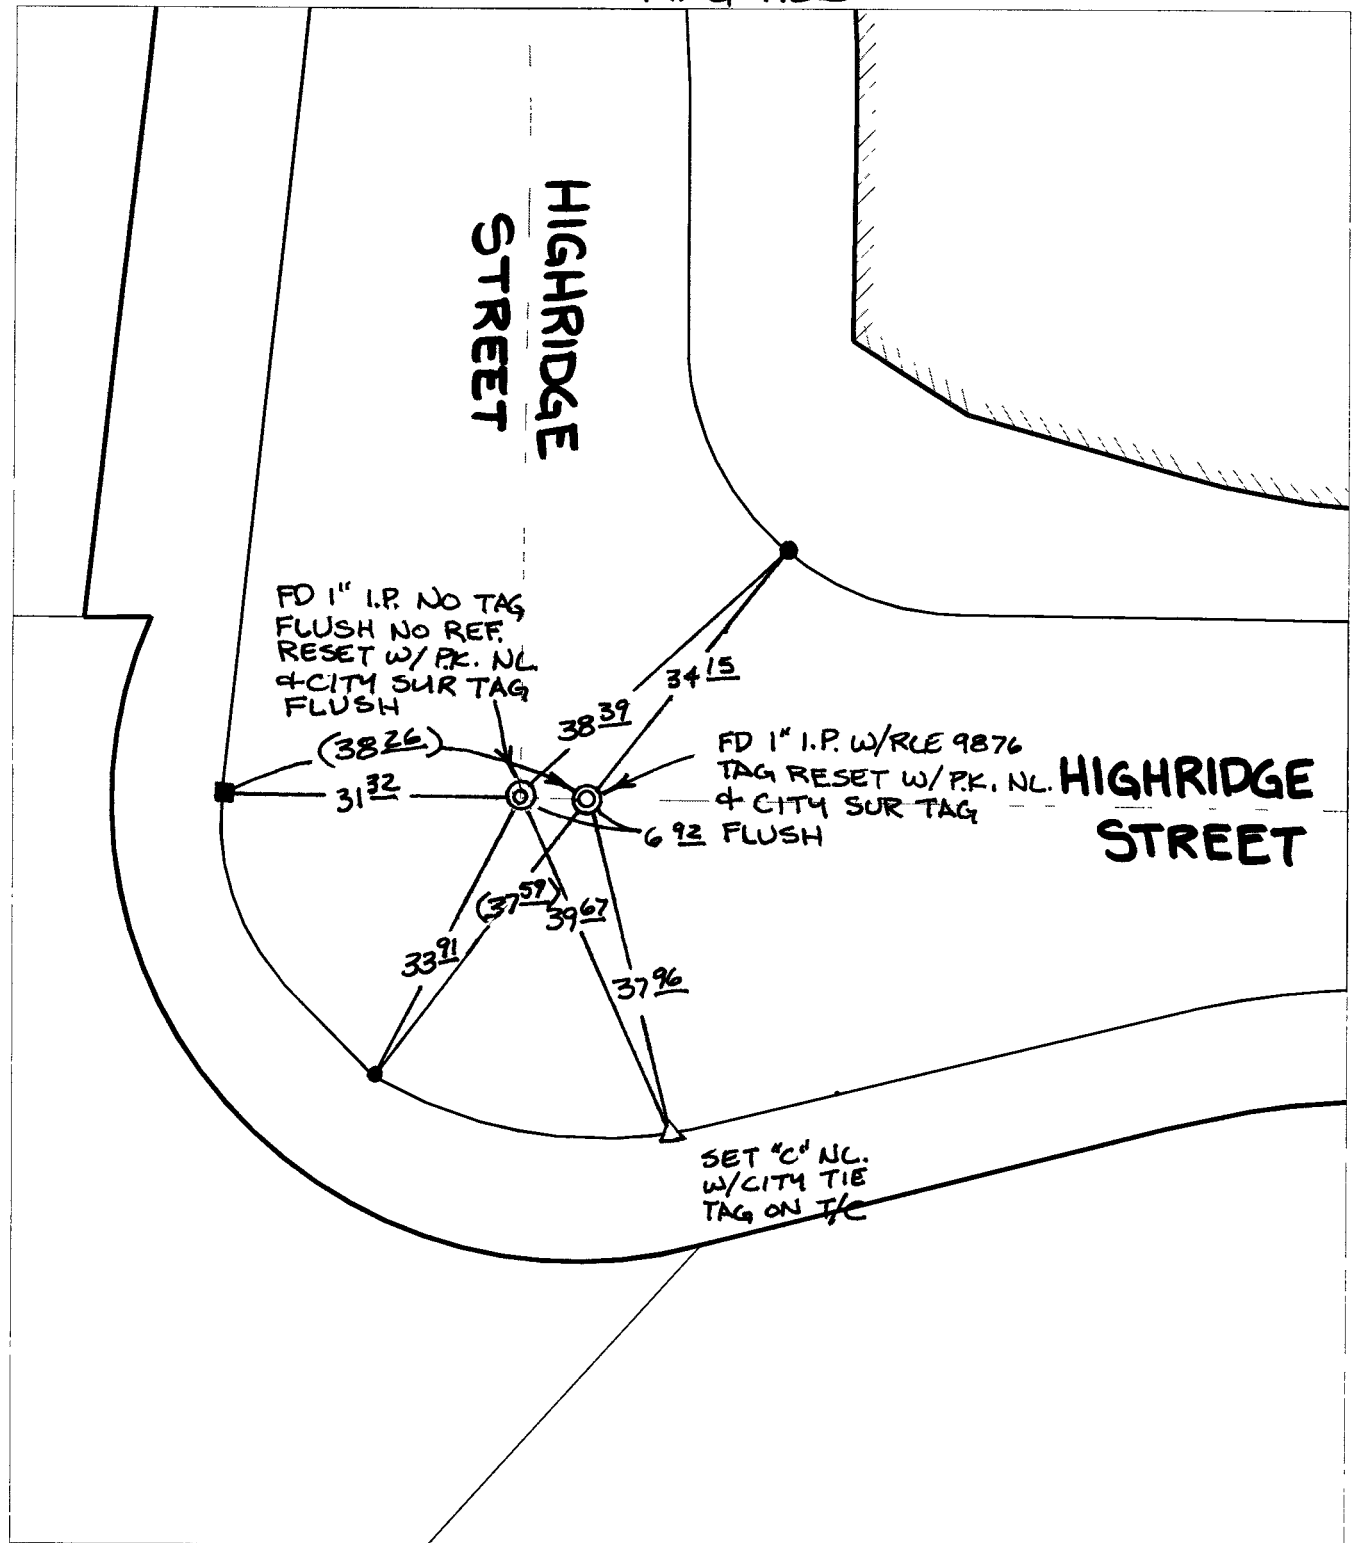 HIGHRIDGE
STREET
FD 1" I.P. NO TAG
FLUSH NO REF.
RESET W/ P.K. NL.
& CITY SUR TAG
FLUSH
(38 26)
31 32
38 39
34 15
FD 1" I.P. W/RCE 9876
TAG RESET W/ P.K. NL.
& CITY SUR TAG
FLUSH
6 92
HIGHRIDGE
STREET
(37 59)
39 67
33 91
37 96
SET "C" NL.
W/CITY TIE
TAG ON T/C